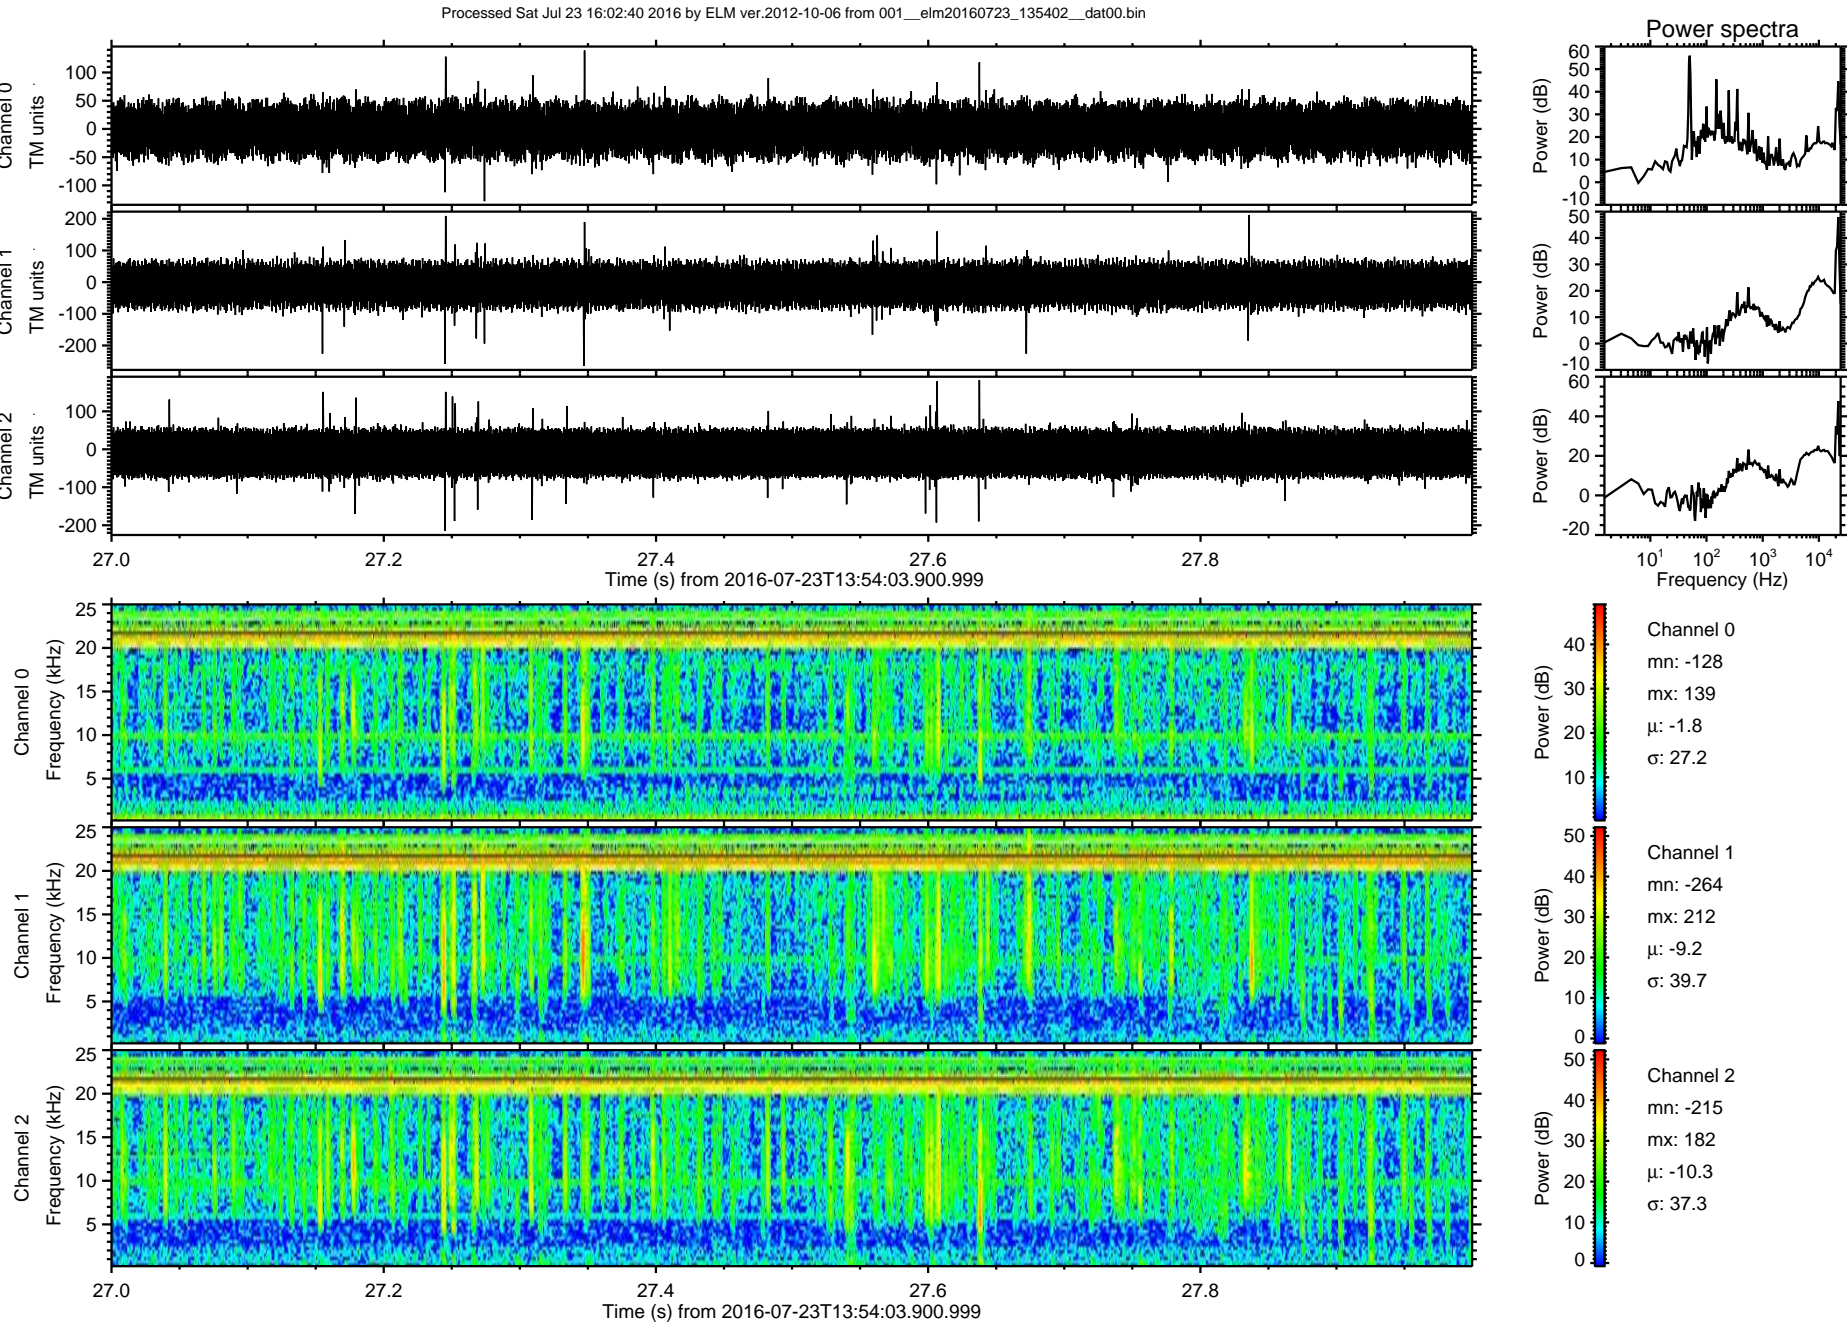 Processed Sat Jul 23 16:02:40 2016 by ELM ver.2012-10-06 from 001__elm20160723_135402__dat00.bin
Power spectra
Channel 0
TM units
100
50
0
-50
-100
Power (dB)
60
50
40
30
20
10
0
-10
Channel 1
TM units
200
100
0
-100
-200
Power (dB)
50
40
30
20
10
0
-10
Channel 2
TM units
100
0
-100
-200
Power (dB)
60
40
20
0
-20
27.0 27.2 27.4 27.6 27.8
Time (s) from 2016-07-23T13:54:03.900.999
10¹ 10² 10³ 10⁴
Frequency (Hz)
Channel 0
Frequency (kHz)
25
20
15
10
5
Power (dB)
40
30
20
10
Channel 0
mn: -128
mx: 139
μ: -1.8
σ: 27.2
Channel 1
Frequency (kHz)
25
20
15
10
5
Power (dB)
50
40
30
20
10
0
Channel 1
mn: -264
mx: 212
μ: -9.2
σ: 39.7
Channel 2
Frequency (kHz)
25
20
15
10
5
Power (dB)
50
40
30
20
10
0
Channel 2
mn: -215
mx: 182
μ: -10.3
σ: 37.3
27.0 27.2 27.4 27.6 27.8
Time (s) from 2016-07-23T13:54:03.900.999